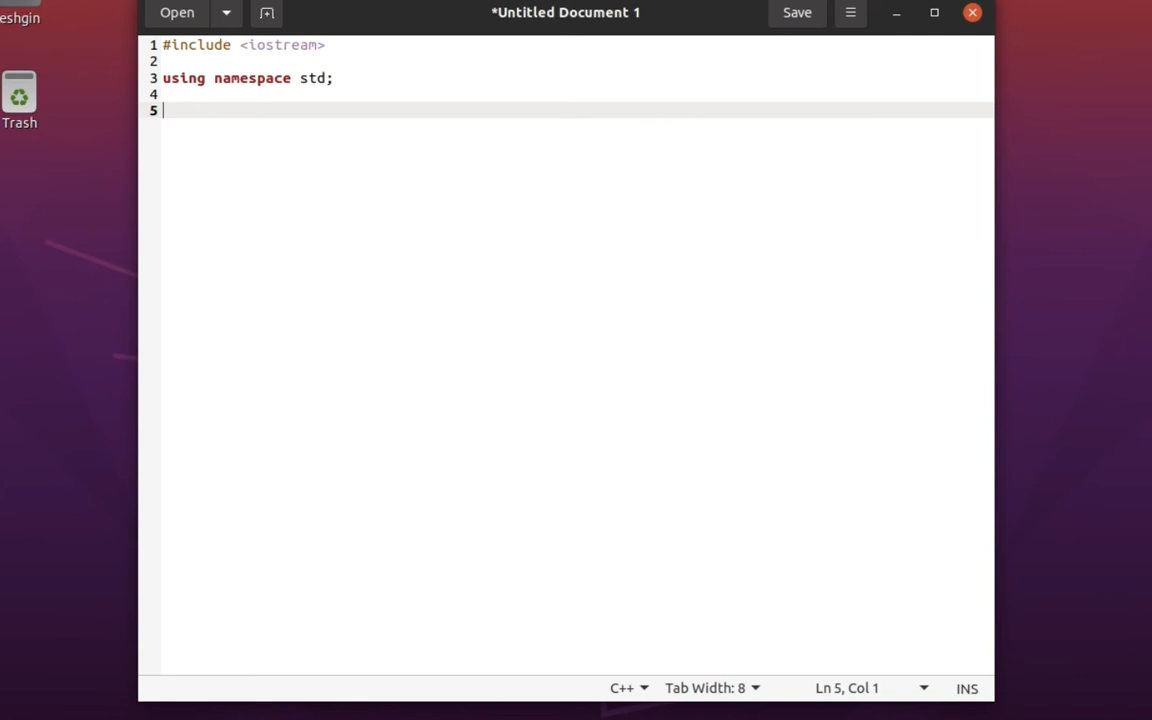 eshgin
Trash
Open
*Untitled Document 1
Save
1 #include <iostream>
2
3 using namespace std;
4
5
C++
Tab Width: 8
Ln 5, Col 1
INS